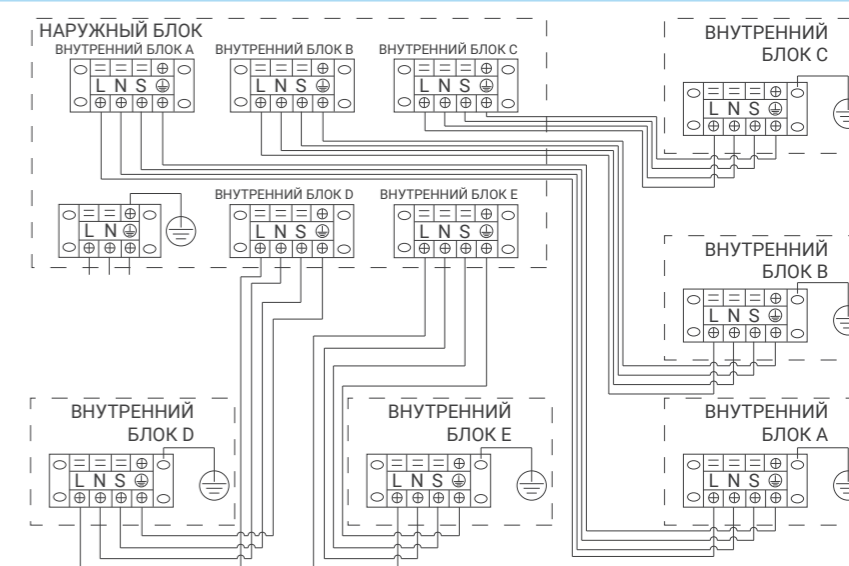 НАРУЖНЫЙ БЛОК
ВНУТРЕННИЙ БЛОК A
ВНУТРЕННИЙ БЛОК B
ВНУТРЕННИЙ БЛОК C
L N S
L N S
L N S
ВНУТРЕННИЙ
БЛОК C
L N S
ВНУТРЕННИЙ БЛОК D
ВНУТРЕННИЙ БЛОК E
L N
L N S
L N S
ВНУТРЕННИЙ
БЛОК B
L N S
ВНУТРЕННИЙ
БЛОК D
L N S
ВНУТРЕННИЙ
БЛОК E
L N S
ВНУТРЕННИЙ
БЛОК A
L N S